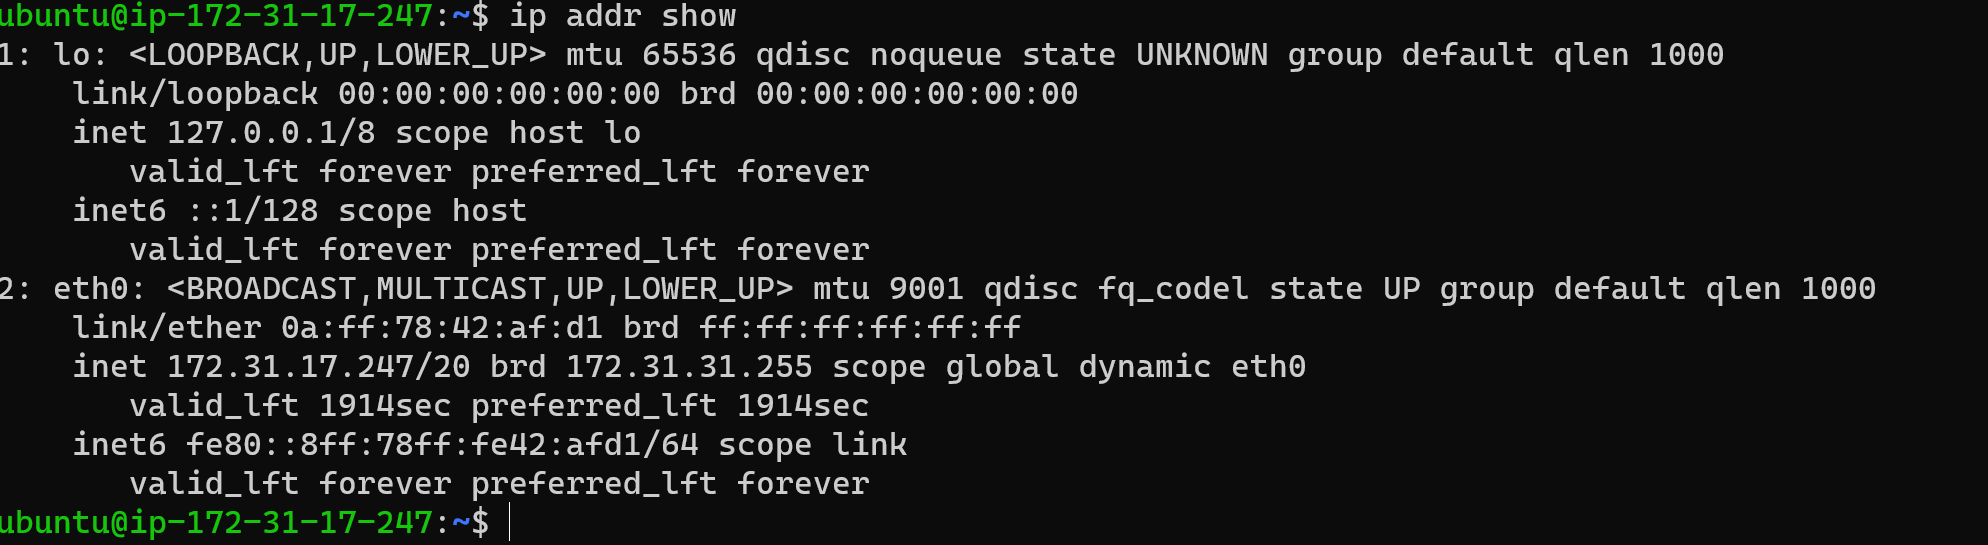 ubuntu@ip-172-31-17-247:~$ ip addr show
1: lo: <LOOPBACK,UP,LOWER_UP> mtu 65536 qdisc noqueue state UNKNOWN group default qlen 1000
    link/loopback 00:00:00:00:00:00 brd 00:00:00:00:00:00
    inet 127.0.0.1/8 scope host lo
       valid_lft forever preferred_lft forever
    inet6 ::1/128 scope host
       valid_lft forever preferred_lft forever
2: eth0: <BROADCAST,MULTICAST,UP,LOWER_UP> mtu 9001 qdisc fq_codel state UP group default qlen 1000
    link/ether 0a:ff:78:42:af:d1 brd ff:ff:ff:ff:ff:ff
    inet 172.31.17.247/20 brd 172.31.31.255 scope global dynamic eth0
       valid_lft 1914sec preferred_lft 1914sec
    inet6 fe80::8ff:78ff:fe42:afd1/64 scope link
       valid_lft forever preferred_lft forever
ubuntu@ip-172-31-17-247:~$